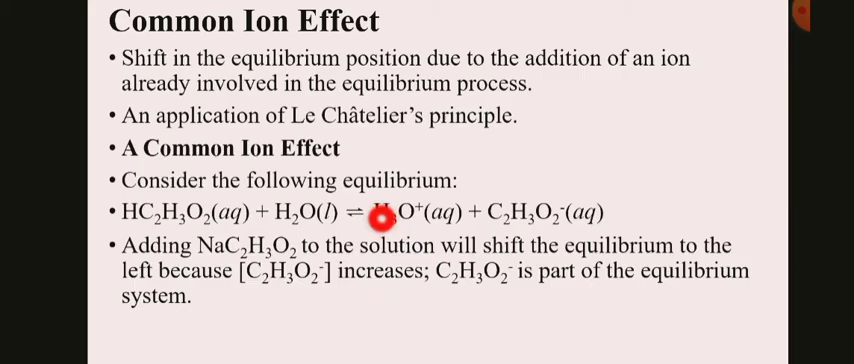 Common Ion Effect
• Shift in the equilibrium position due to the addition of an ion
already involved in the equilibrium process.
• An application of Le Châtelier’s principle.
• A Common Ion Effect
• Consider the following equilibrium:
• HC₂H₃O₂(aq) + H₂O(l) ⇌ H₃O⁺(aq) + C₂H₃O₂⁻(aq)
• Adding NaC₂H₃O₂ to the solution will shift the equilibrium to the
left because [C₂H₃O₂⁻] increases; C₂H₃O₂⁻ is part of the equilibrium
system.